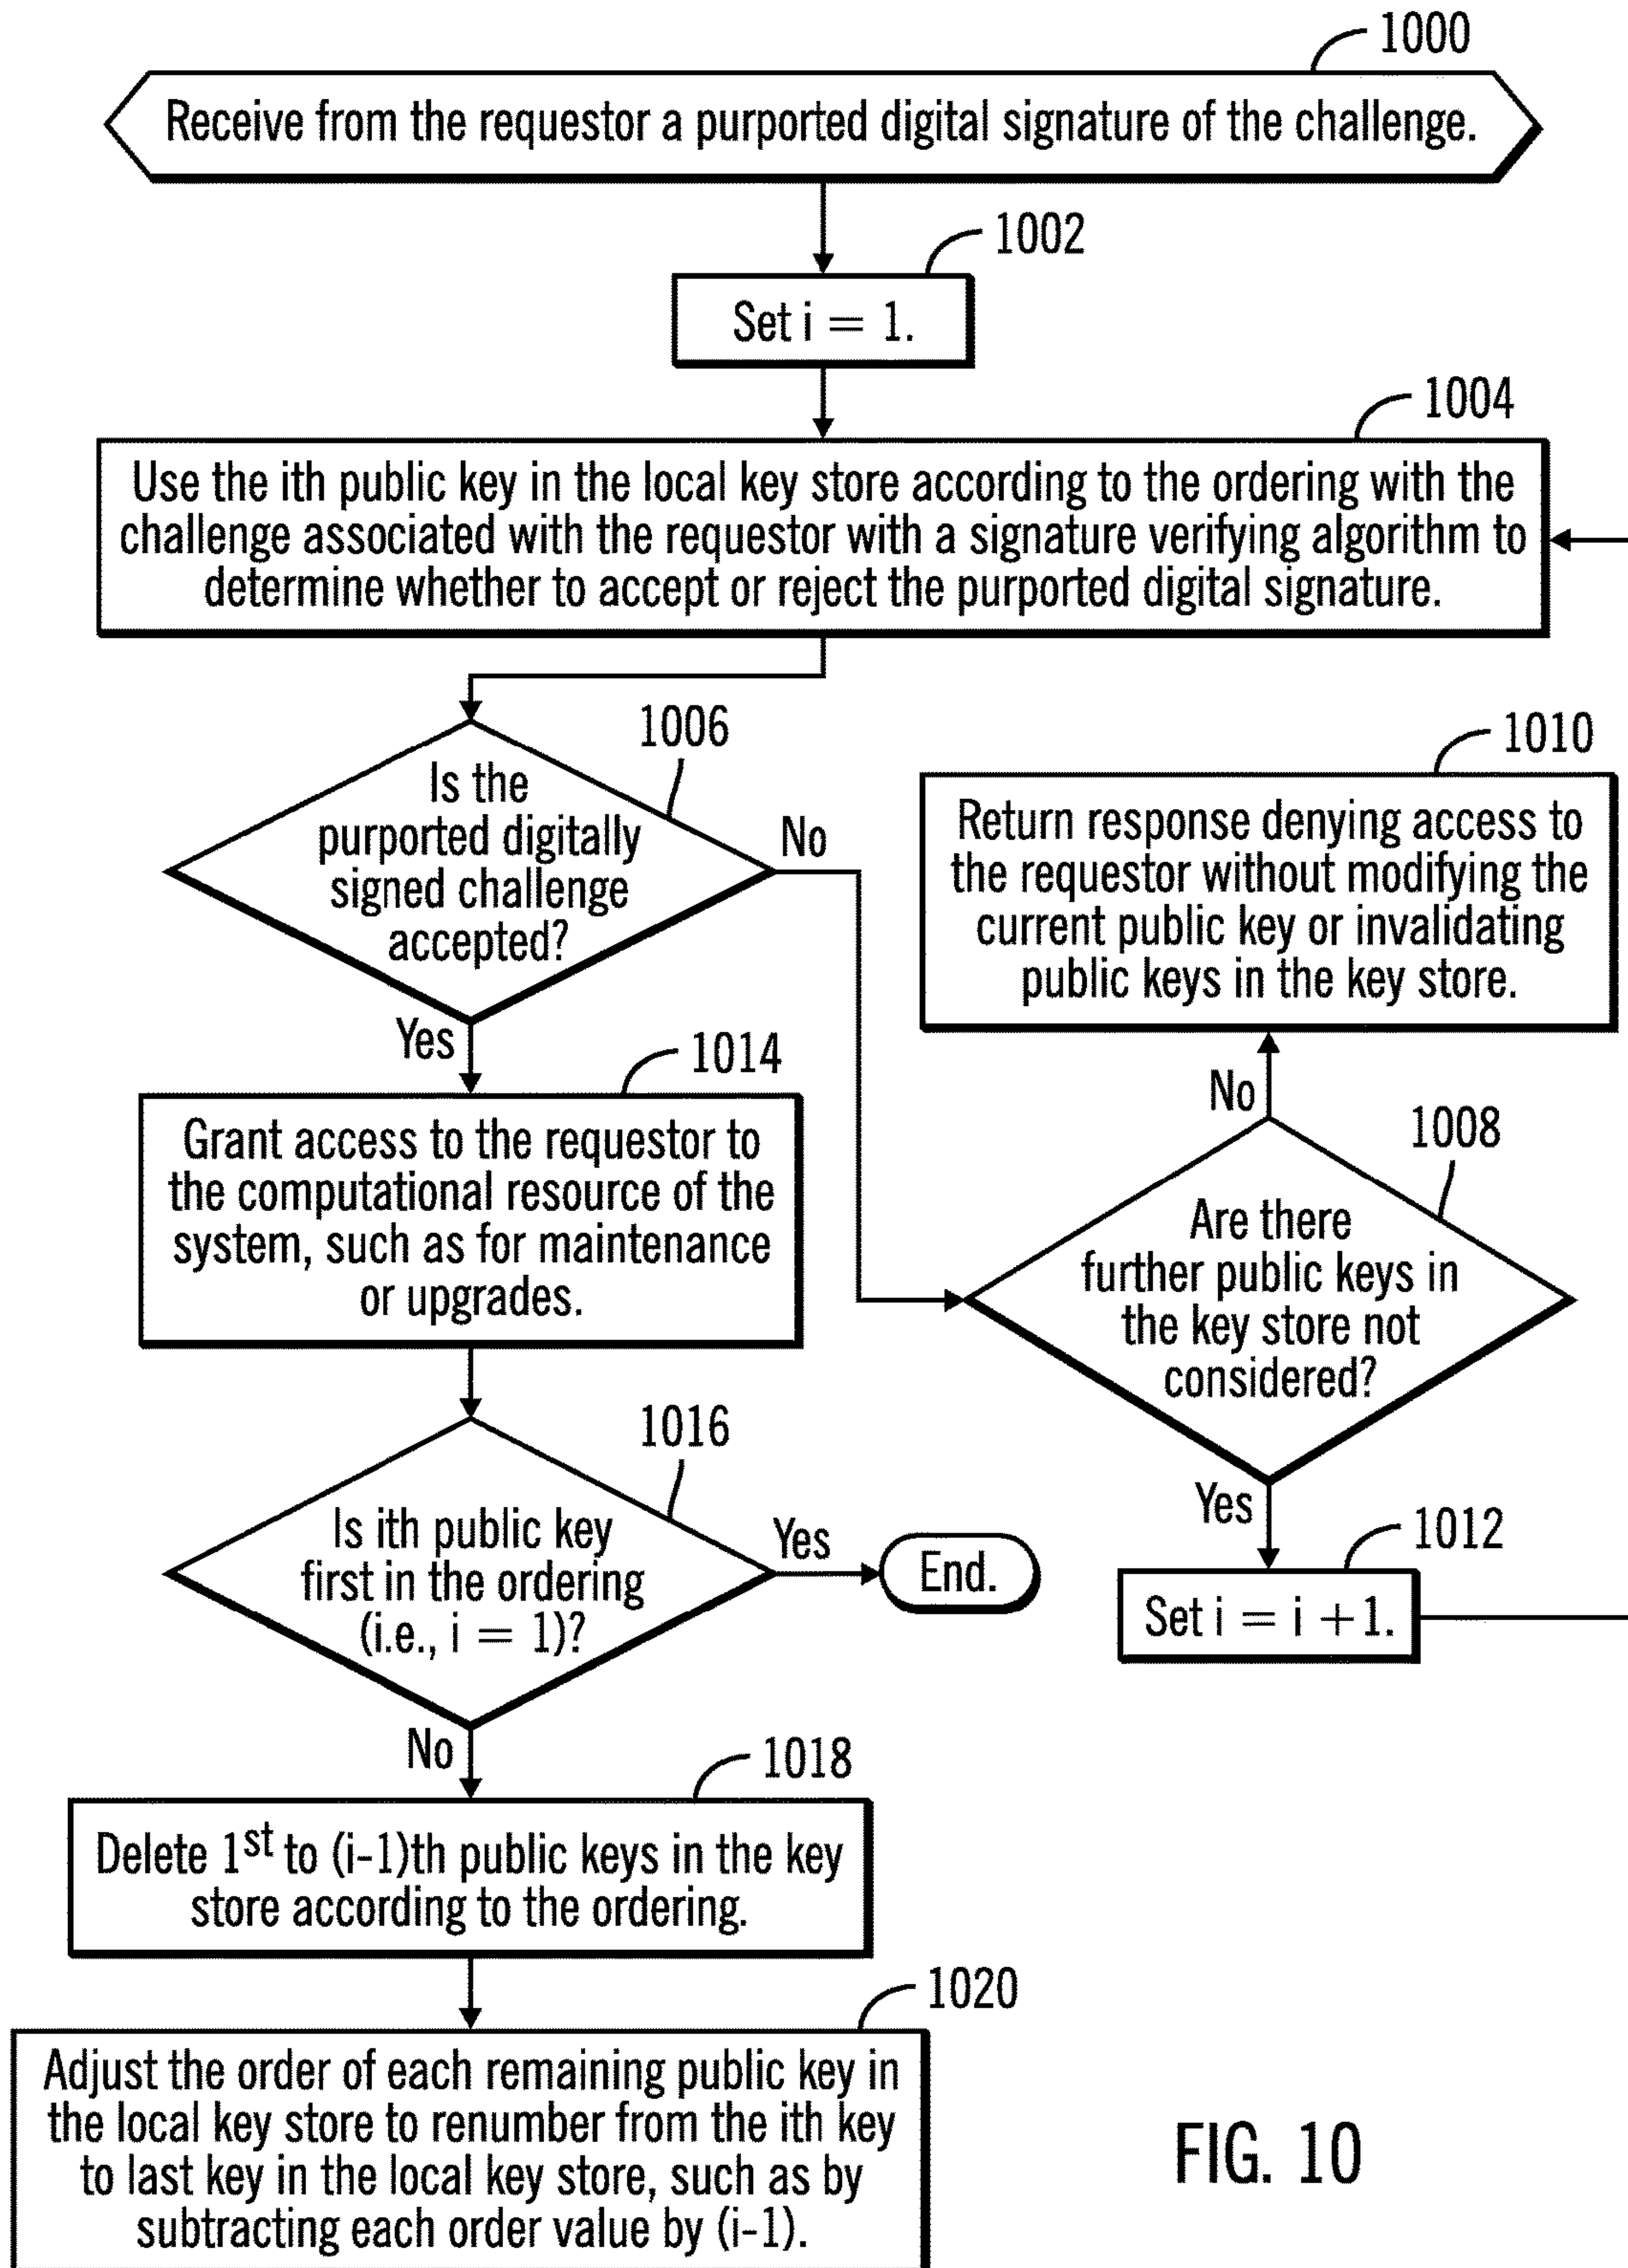 1000
Receive from the requestor a purported digital signature of the challenge.
1002
Set i = 1.
1004
Use the ith public key in the local key store according to the ordering with the
challenge associated with the requestor with a signature verifying algorithm to
determine whether to accept or reject the purported digital signature.
1006
Is the
purported digitally
signed challenge
accepted?
No
Yes
1010
Return response denying access to
the requestor without modifying the
current public key or invalidating
public keys in the key store.
No
1008
Are there
further public keys in
the key store not
considered?
Yes
1012
Set i = i +1.
1014
Grant access to the requestor to
the computational resource of the
system, such as for maintenance
or upgrades.
1016
Is ith public key
first in the ordering
(i.e., i = 1)?
Yes
End.
No
1018
Delete 1st to (i-1)th public keys in the key
store according to the ordering.
1020
Adjust the order of each remaining public key in
the local key store to renumber from the ith key
to last key in the local key store, such as by
subtracting each order value by (i-1).
FIG. 10